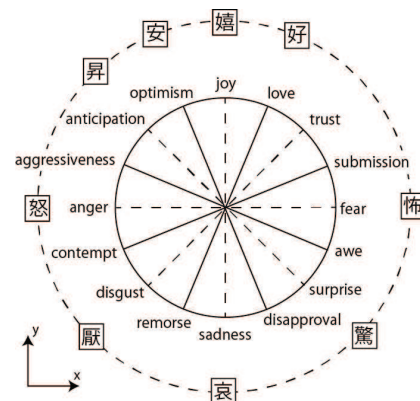 嬉
安
好
昇
joy
optimism
love
anticipation
trust
aggressiveness
submission
怒
anger
fear
怖
contempt
awe
disgust
surprise
remorse
disapproval
sadness
厭
驚
哀
y
x